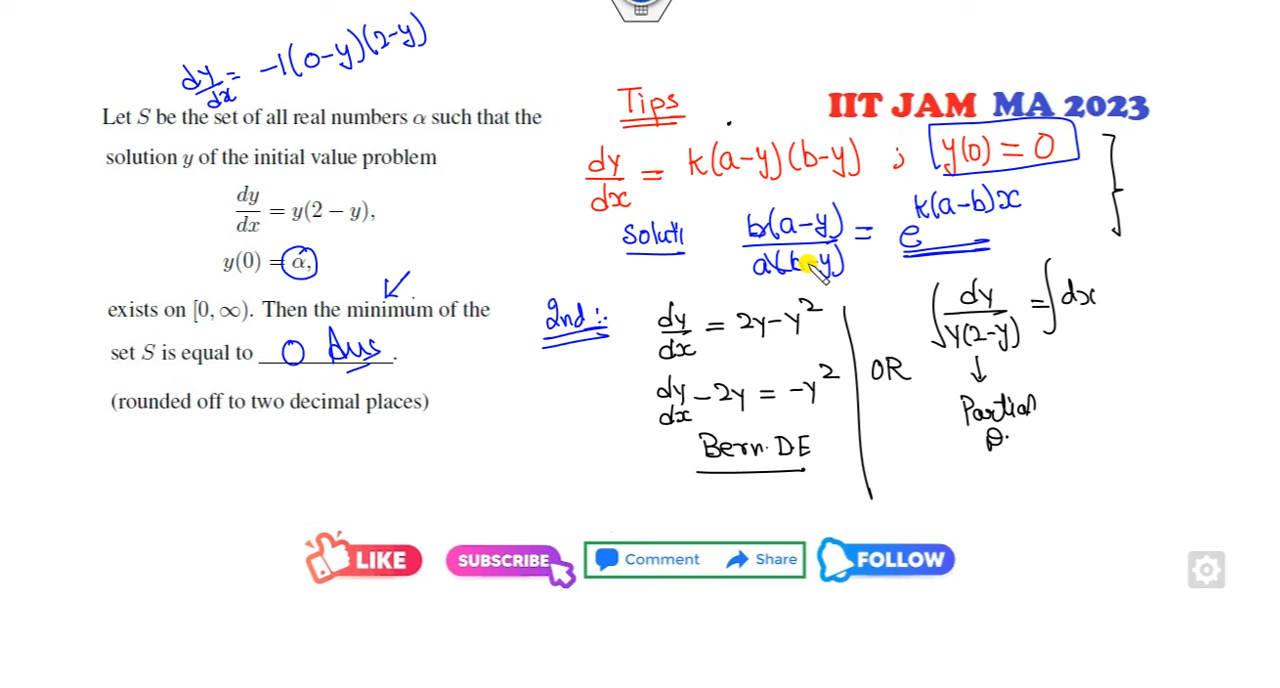 dy/dx = -1(0-y)(2-y)
Let S be the set of all real numbers α such that the
solution y of the initial value problem
dy/dx = y(2 − y),
y(0) = α,
exists on [0, ∞). Then the minimum of the
set S is equal to 0 Ans.
(rounded off to two decimal places)
Tips
IIT JAM MA 2023
dy/dx = k(a-y)(b-y) ; y(0) = 0
Soluti b(a-y)/a(b-y) = e^{k(a-b)x}
2nd :- dy/dx = 2y-y²
dy/dx - 2y = -y²
Bern. DE
OR
∫ dy/y(2-y) = ∫dx
↓
Partial
LIKE
SUBSCRIBE
Comment
Share
FOLLOW